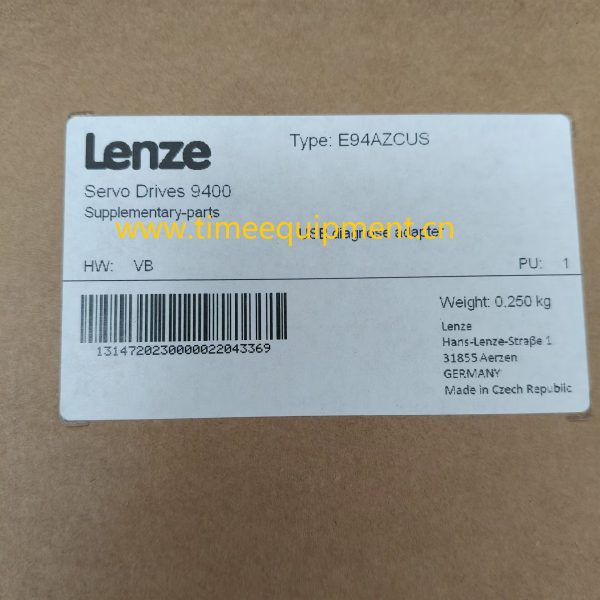 Lenze
Type: E94AZCUS
Servo Drives 9400
Supplementary-parts
www.timeequipment.cn
USB diagnose adapter
HW: VB
PU: 1
13147202300000022043369
Weight: 0.250 kg
Lenze
Hans-Lenze-Straße 1
31855 Aerzen
GERMANY
Made in Czech Republic